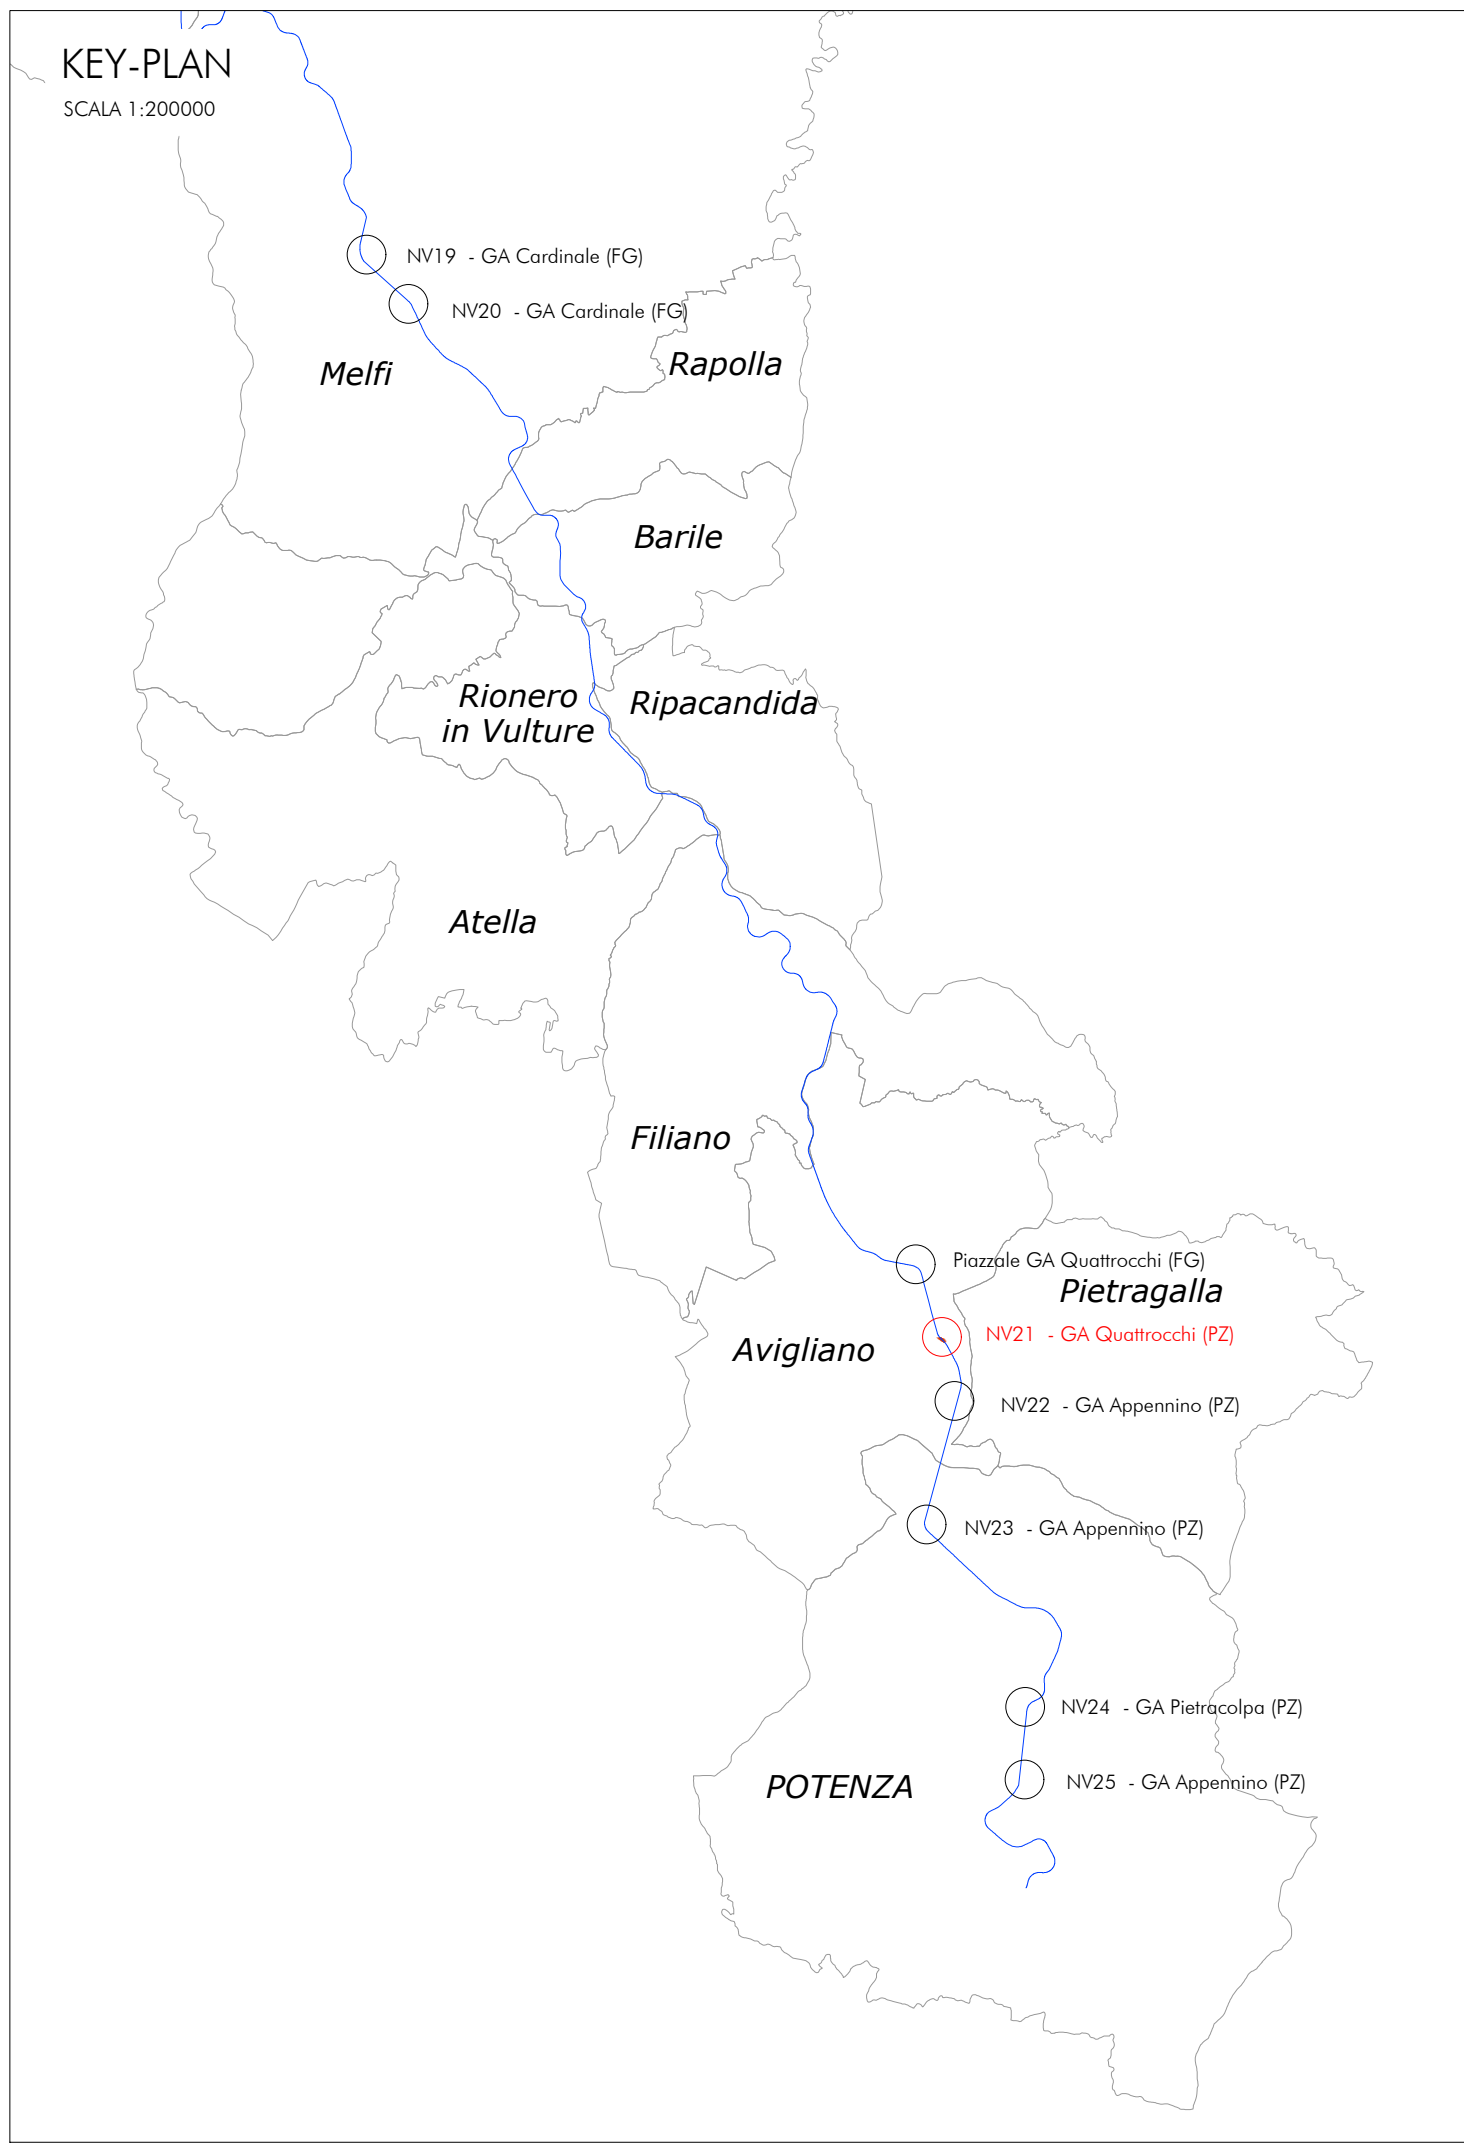 KEY-PLAN
SCALA 1:200000
NV19 - GA Cardinale (FG)
NV20 - GA Cardinale (FG)
Melfi
Rapolla
Barile
Rionero
in Vulture
Ripacandida
Atella
Filiano
Piazzale GA Quattrocchi (FG)
Pietragalla
NV21 - GA Quattrocchi (PZ)
Avigliano
NV22 - GA Appennino (PZ)
NV23 - GA Appennino (PZ)
NV24 - GA Pietracolpa (PZ)
NV25 - GA Appennino (PZ)
POTENZA